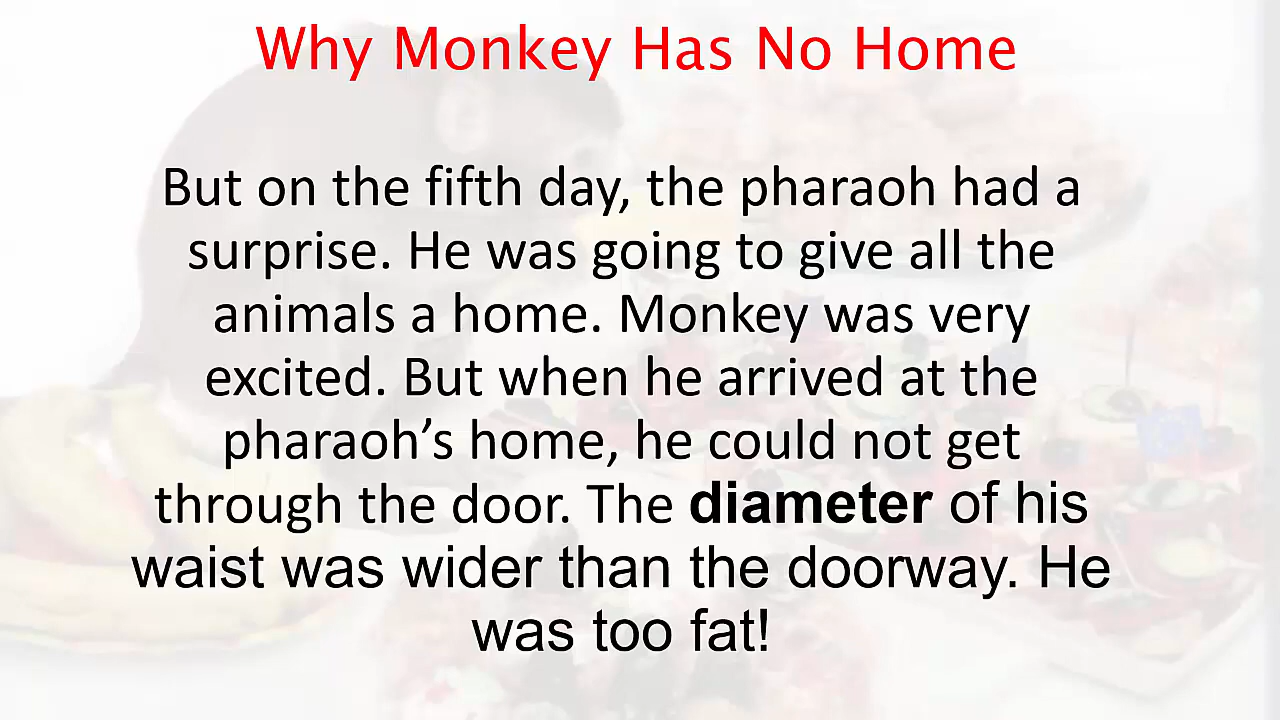 Why Monkey Has No Home
But on the fifth day, the pharaoh had a
surprise. He was going to give all the
animals a home. Monkey was very
excited. But when he arrived at the
pharaoh’s home, he could not get
through the door. The diameter of his
waist was wider than the doorway. He
was too fat!